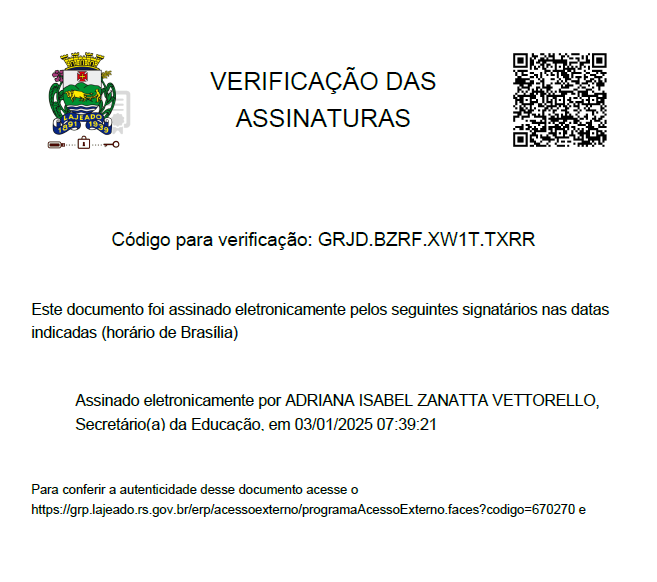 LAJEADO
1891 1939
VERIFICAÇÃO DAS
ASSINATURAS
Código para verificação: GRJD.BZRF.XW1T.TXRR
Este documento foi assinado eletronicamente pelos seguintes signatários nas datas
indicadas (horário de Brasília)
Assinado eletronicamente por ADRIANA ISABEL ZANATTA VETTORELLO,
Secretário(a) da Educação, em 03/01/2025 07:39:21
Para conferir a autenticidade desse documento acesse o
https://grp.lajeado.rs.gov.br/erp/acessoexterno/programaAcessoExterno.faces?codigo=670270 e